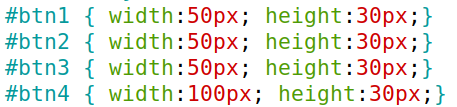 #btn1 { width:50px; height:30px;}
#btn2 { width:50px; height:30px;}
#btn3 { width:50px; height:30px;}
#btn4 { width:100px; height:30px;}